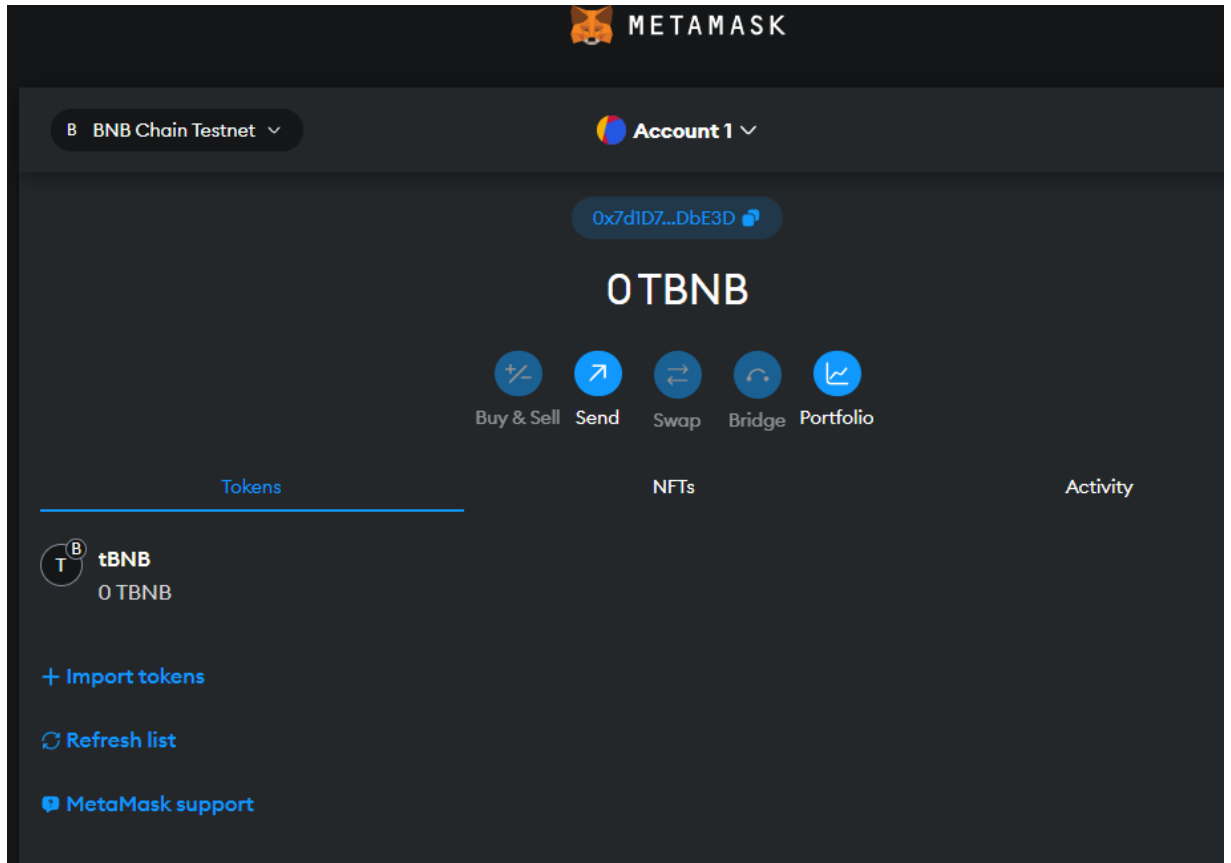 METAMASK
B BNB Chain Testnet
Account 1
0x7d1D7...DbE3D
0 TBNB
Buy & Sell Send Swap Bridge Portfolio
Tokens NFTs Activity
T B tBNB
0 TBNB
+ Import tokens
Refresh list
MetaMask support